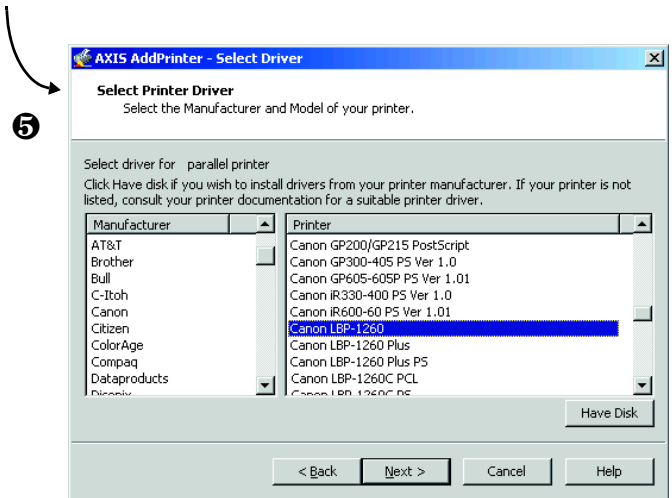 AXIS AddPrinter - Select Driver
Select Printer Driver
Select the Manufacturer and Model of your printer.
❺
Select driver for parallel printer
Click Have disk if you wish to install drivers from your printer manufacturer. If your printer is not
listed, consult your printer documentation for a suitable printer driver.
Manufacturer
AT&T
Brother
Bull
C-Itoh
Canon
Citizen
ColorAge
Compaq
Dataproducts
Printer
Canon GP200/GP215 PostScript
Canon GP300-405 PS Ver 1.0
Canon GP605-605P PS Ver 1.01
Canon iR330-400 PS Ver 1.0
Canon iR600-60 PS Ver 1.01
Canon LBP-1260
Canon LBP-1260 Plus
Canon LBP-1260 Plus PS
Canon LBP-1260C PCL
Canon LBP-1260C PS
Have Disk
< Back
Next >
Cancel
Help